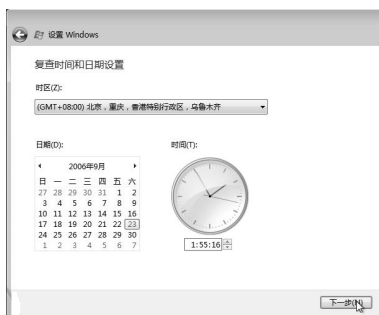 设置 Windows
复查时间和日期设置
时区(Z):
(GMT+08:00) 北京，重庆，香港特别行政区，乌鲁木齐
日期(D):
时间(T):
2006年9月
日 一 二 三 四 五 六
27 28 29 30 31 1 2
3 4 5 6 7 8 9
10 11 12 13 14 15 16
17 18 19 20 21 22 23
24 25 26 27 28 29 30
1 2 3 4 5 6 7
1:55:16
下一步(N)